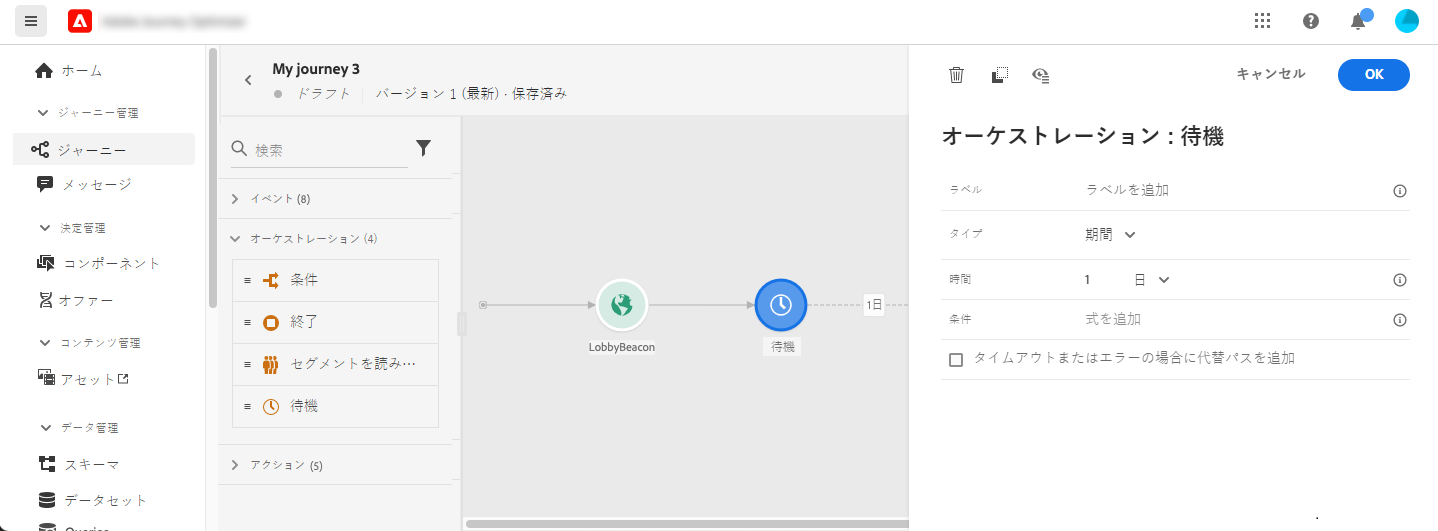 ホーム
ジャーニー管理
ジャーニー
メッセージ
決定管理
コンポーネント
オファー
コンテンツ管理
アセット
データ管理
スキーマ
データセット
My journey 3
ドラフト
バージョン 1 (最新) · 保存済み
検索
イベント (8)
オーケストレーション (4)
条件
終了
セグメントを読み…
待機
アクション (5)
LobbyBeacon
待機
1日
キャンセル
OK
オーケストレーション : 待機
ラベル ラベルを追加
タイプ 期間
時間 1 日
条件 式を追加
タイムアウトまたはエラーの場合に代替パスを追加